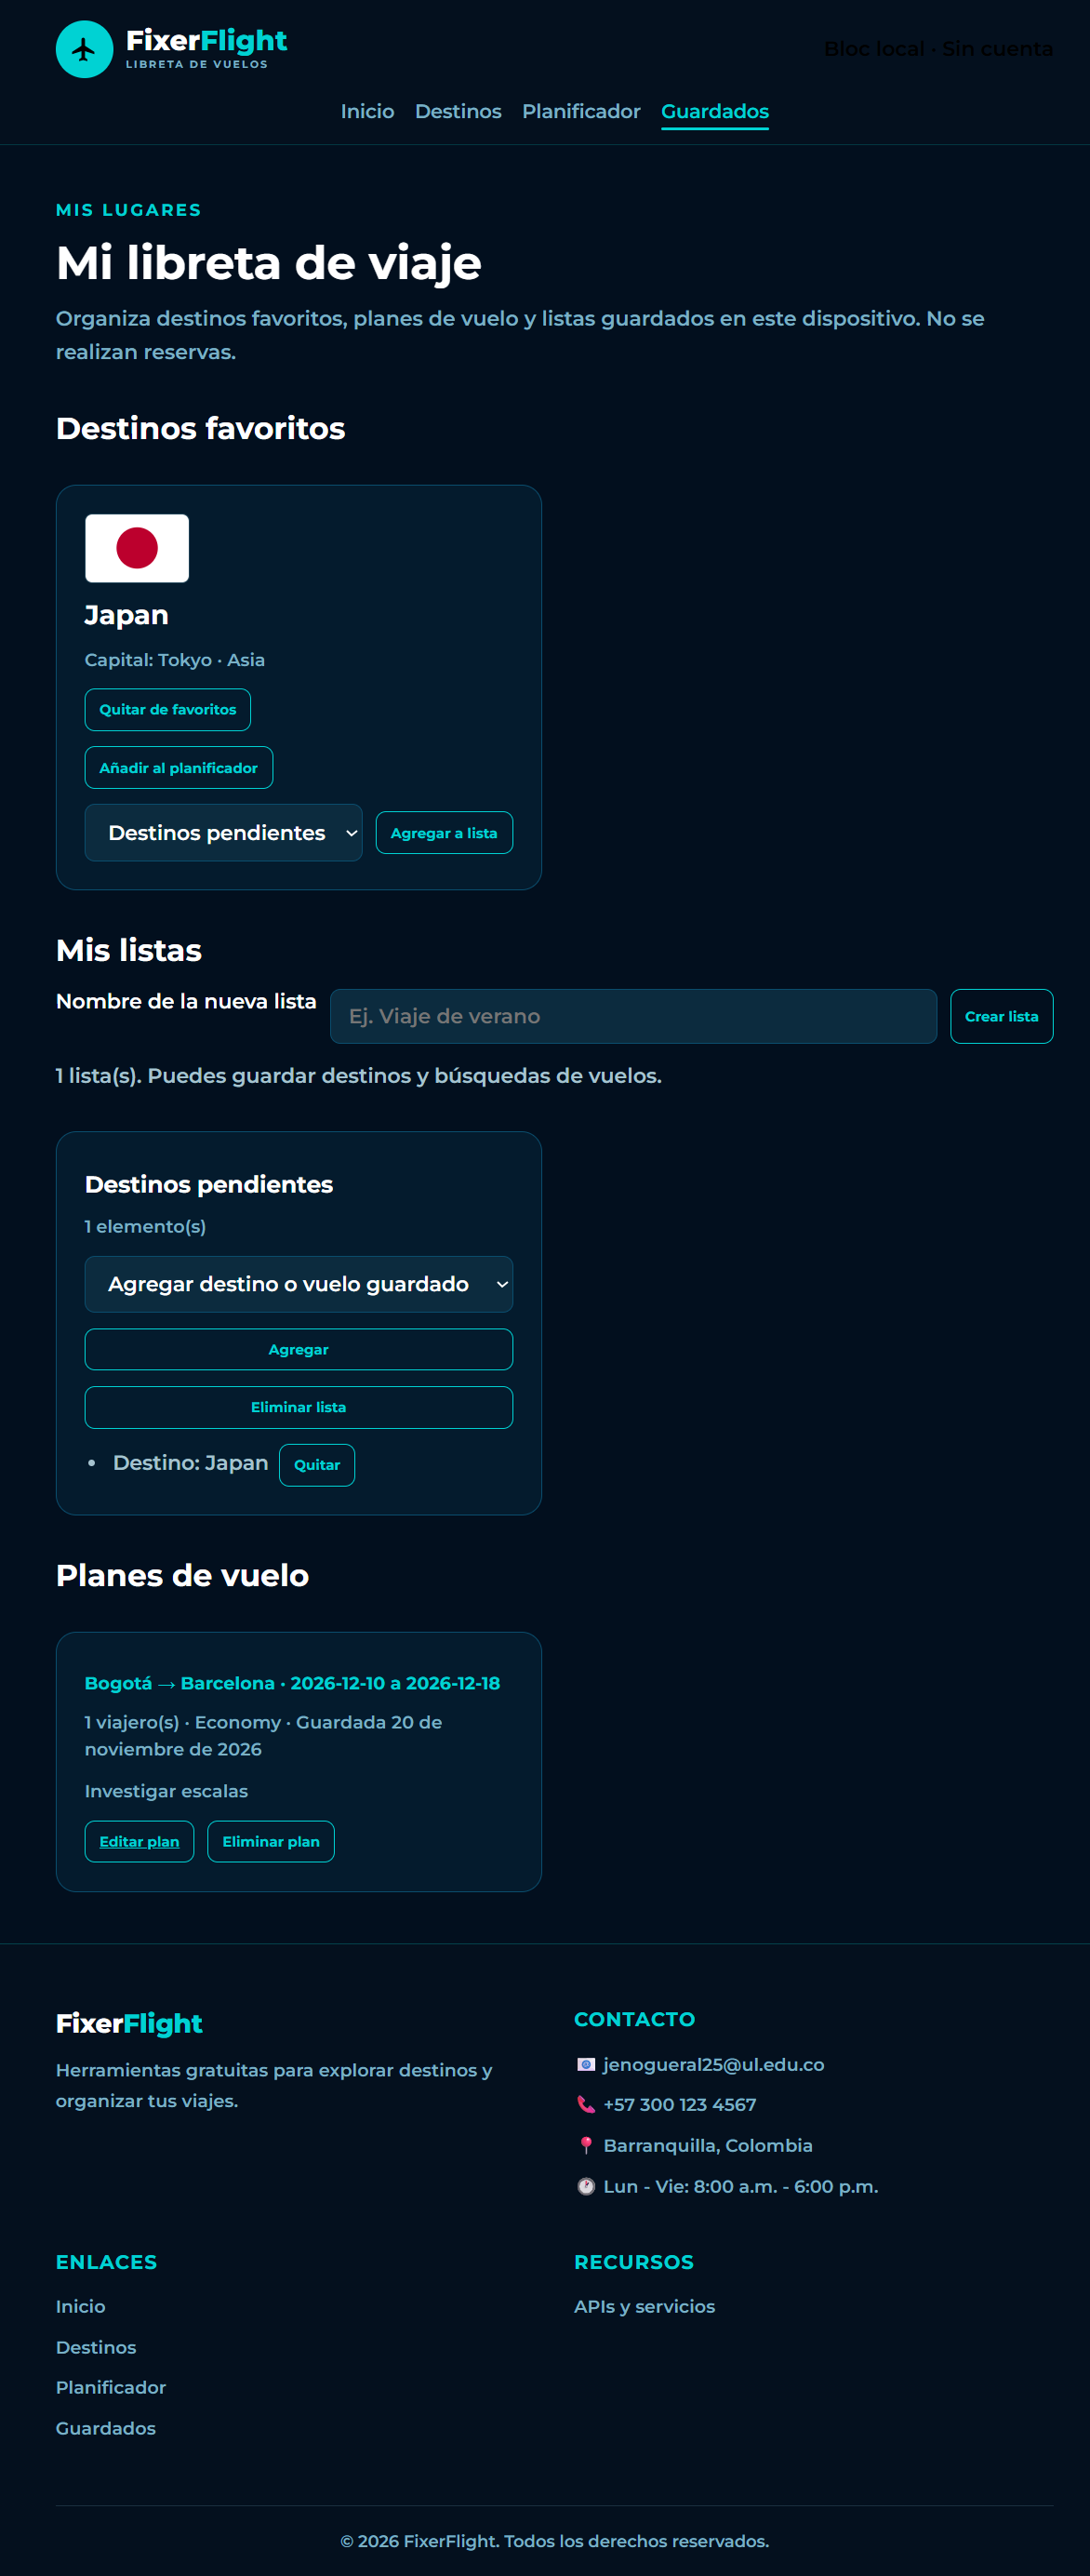 FixerFlight
LIBRETA DE VUELOS
Bloc local · Sin cuenta
Inicio Destinos Planificador Guardados
MIS LUGARES
Mi libreta de viaje
Organiza destinos favoritos, planes de vuelo y listas guardados en este dispositivo. No se
realizan reservas.
Destinos favoritos
Japan
Capital: Tokyo · Asia
Quitar de favoritos
Añadir al planificador
Destinos pendientes Agregar a lista
Mis listas
Nombre de la nueva lista Ej. Viaje de verano Crear lista
1 lista(s). Puedes guardar destinos y búsquedas de vuelos.
Destinos pendientes
1 elemento(s)
Agregar destino o vuelo guardado
Agregar
Eliminar lista
• Destino: Japan Quitar
Planes de vuelo
Bogotá → Barcelona · 2026-12-10 a 2026-12-18
1 viajero(s) · Economy · Guardada 20 de
noviembre de 2026
Investigar escalas
Editar plan Eliminar plan
FixerFlight
Herramientas gratuitas para explorar destinos y
organizar tus viajes.
CONTACTO
jenogueral25@ul.edu.co
+57 300 123 4567
Barranquilla, Colombia
Lun - Vie: 8:00 a.m. - 6:00 p.m.
ENLACES
Inicio
Destinos
Planificador
Guardados
RECURSOS
APIs y servicios
© 2026 FixerFlight. Todos los derechos reservados.